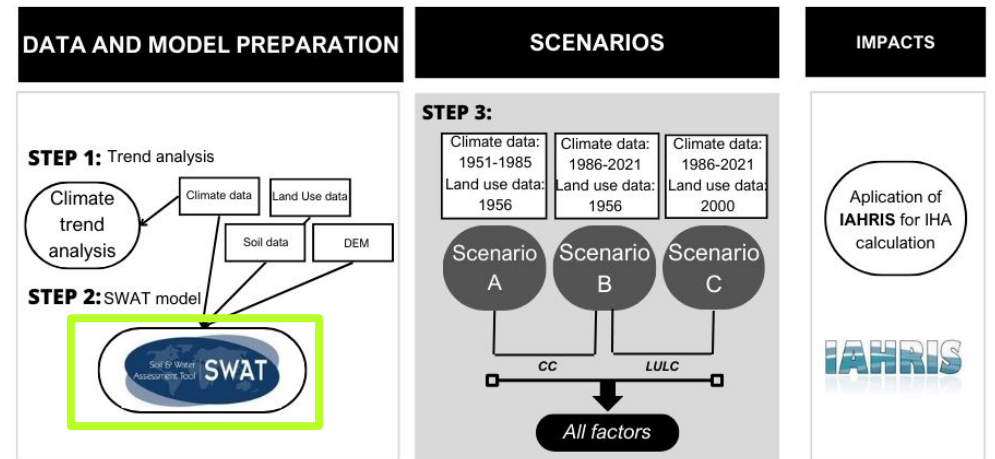 DATA AND MODEL PREPARATION
STEP 1: Trend analysis
Climate
trend
analysis
Climate data
Land Use data
Soil data
DEM
STEP 2: SWAT model
Soil & Water
Assessment Tool
SWAT
SCENARIOS
STEP 3:
Climate data:
1951-1985
Land use data:
1956
Climate data:
1986-2021
Land use data:
1956
Climate data:
1986-2021
Land use data:
2000
Scenario
A
Scenario
B
Scenario
C
CC
LULC
All factors
IMPACTS
Aplication of
IAHRIS for IHA
calculation
IAHRIS